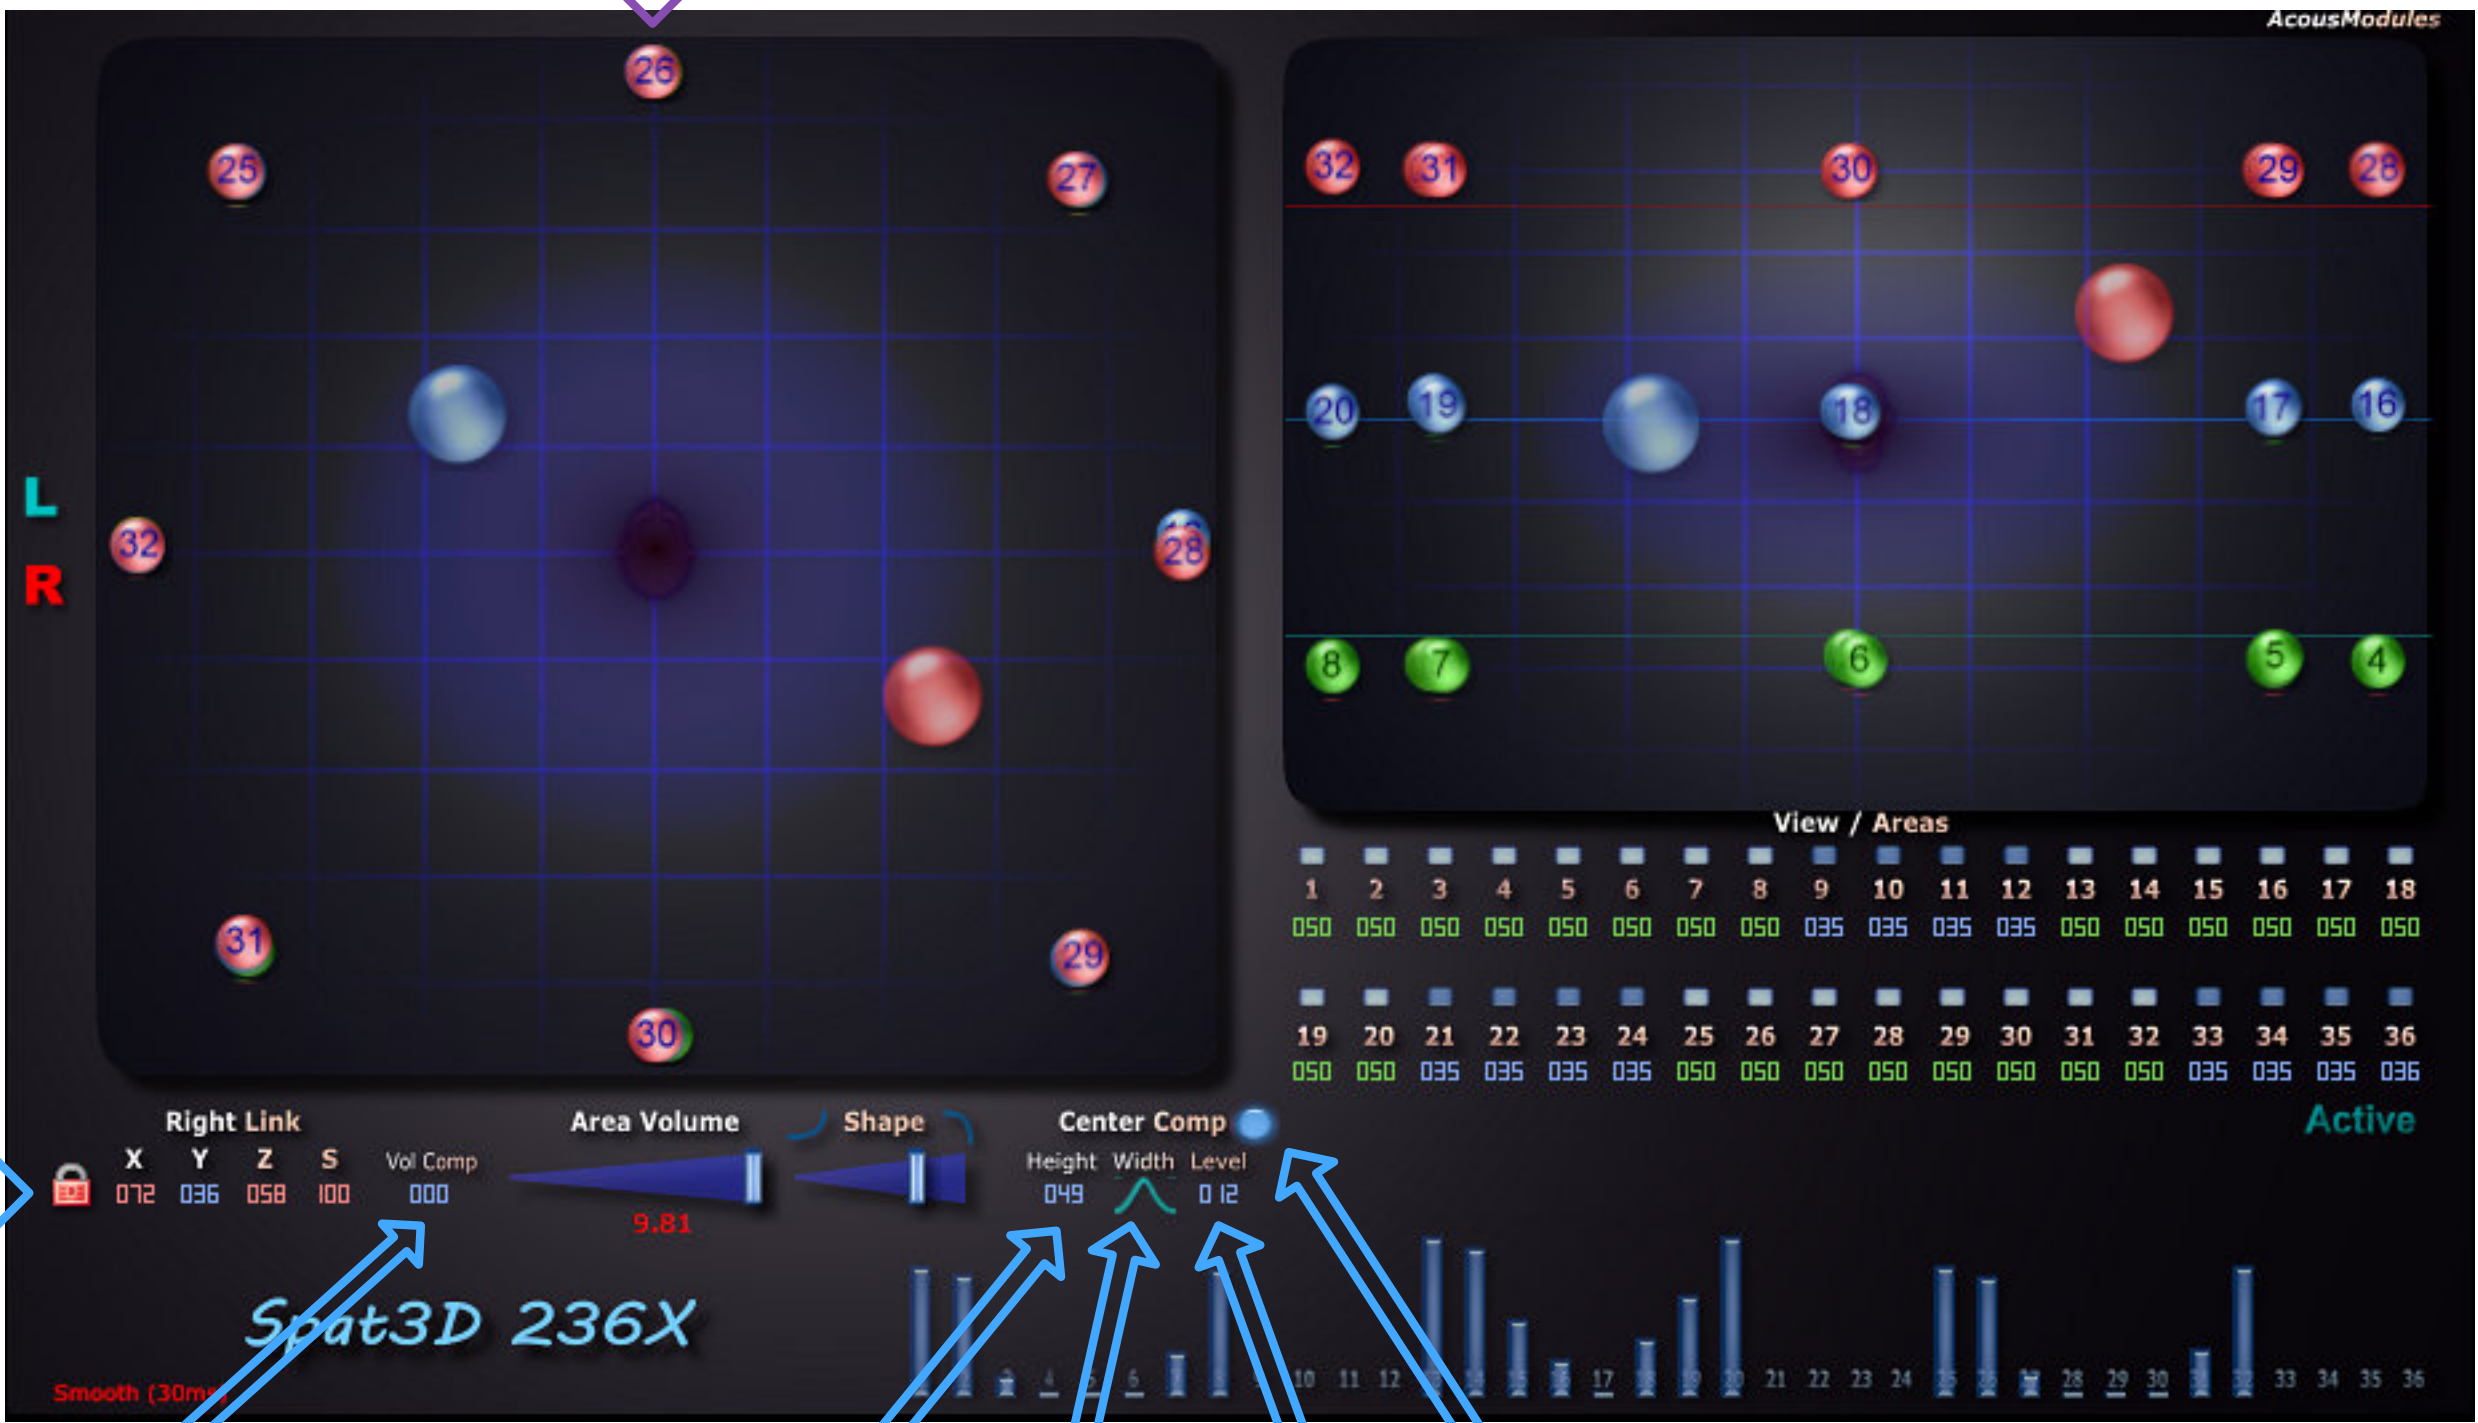 AcousModules
26
25
27
32 31 30 29 28
20 19 18 17 16
L
R
32
28
8 7 6 5 4
31
29
30
View / Areas
1 2 3 4 5 6 7 8 9 10 11 12 13 14 15 16 17 18
050 050 050 050 050 050 050 050 035 035 035 035 050 050 050 050 050 050
19 20 21 22 23 24 25 26 27 28 29 30 31 32 33 34 35 36
050 050 035 035 035 035 050 050 050 050 050 050 050 050 035 035 035 036
Right Link
Area Volume
Shape
Center Comp
Active
X Y Z S Vol Comp
Height Width Level
072 036 058 100 000
049 012
9.81
Spat3D 236X
Smooth (30ms)
4 6 10 11 12 17 21 22 23 24 28 29 30 33 34 35 36